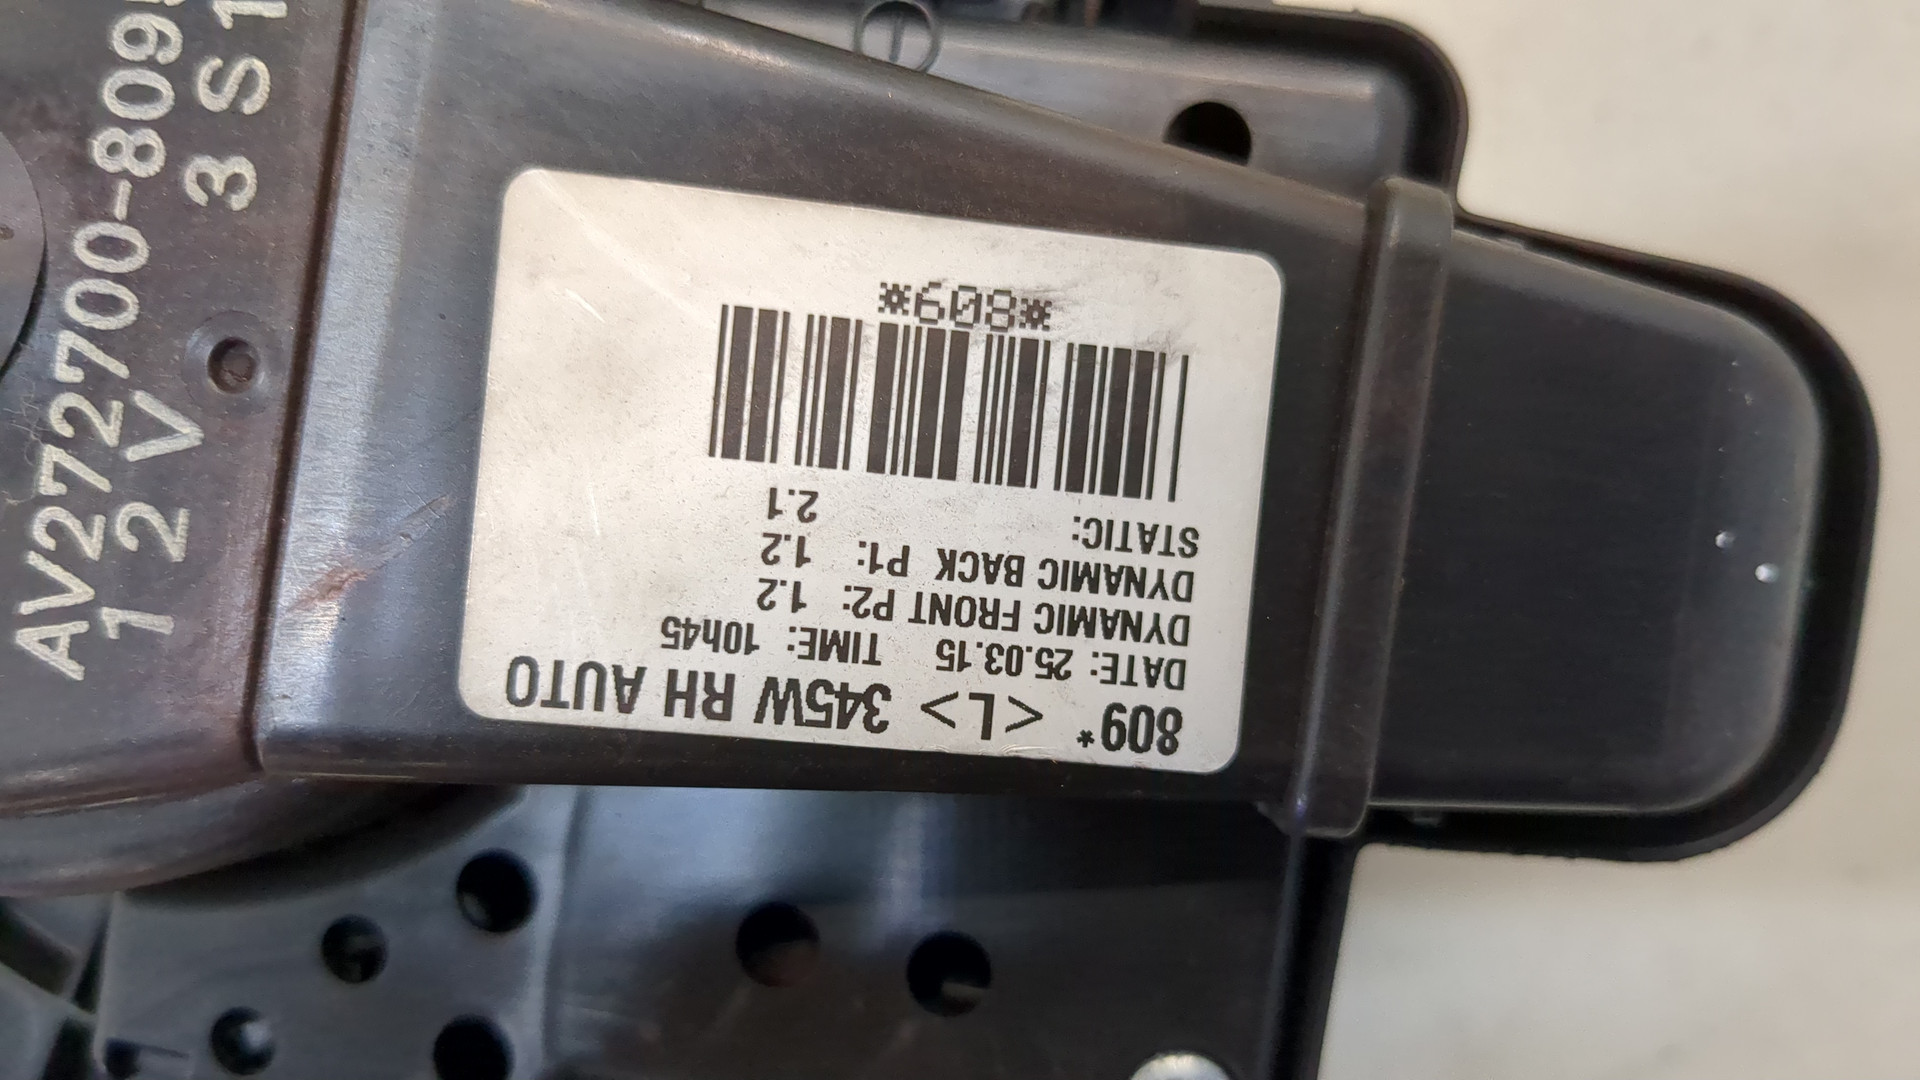 AV272700-809
12V 3S1
809* <L> 345W RH AUTO
DATE: 25.03.15 TIME: 10h45
DYNAMIC FRONT P2: 1.2
DYNAMIC BACK P1: 1.2
STATIC: 2.1
*809*